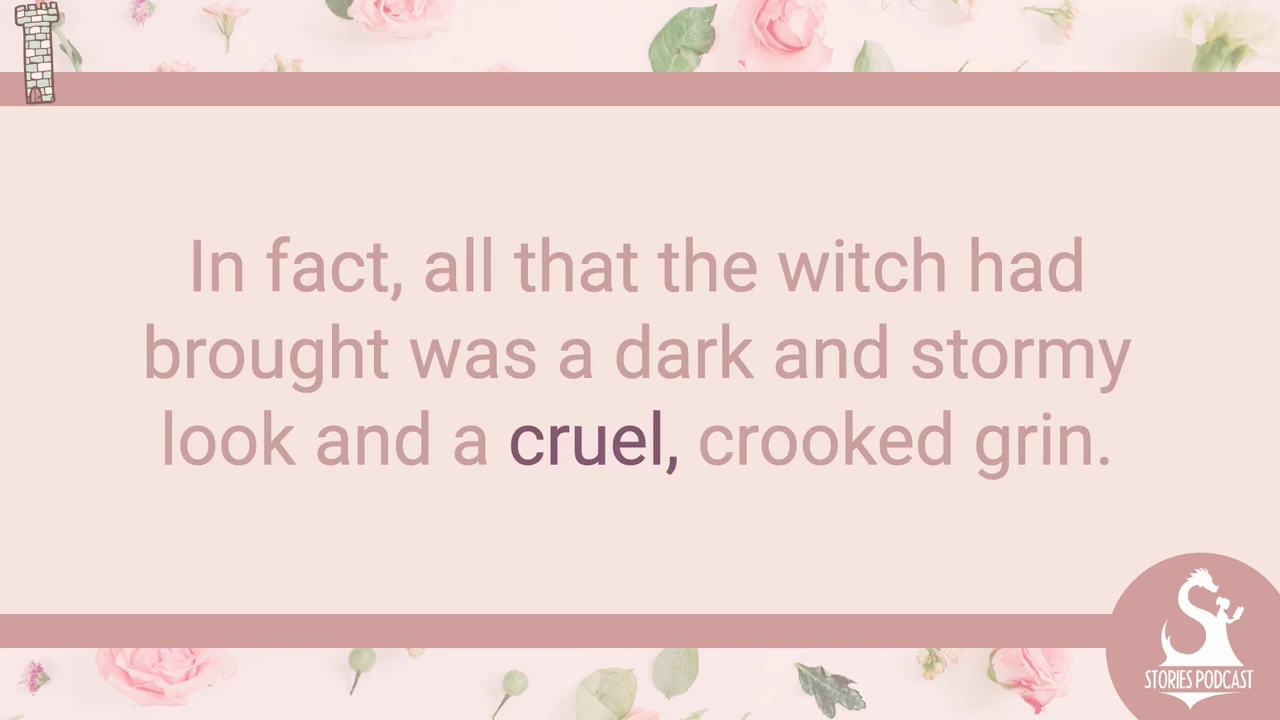 In fact, all that the witch had
brought was a dark and stormy
look and a cruel, crooked grin.
STORIES PODCAST